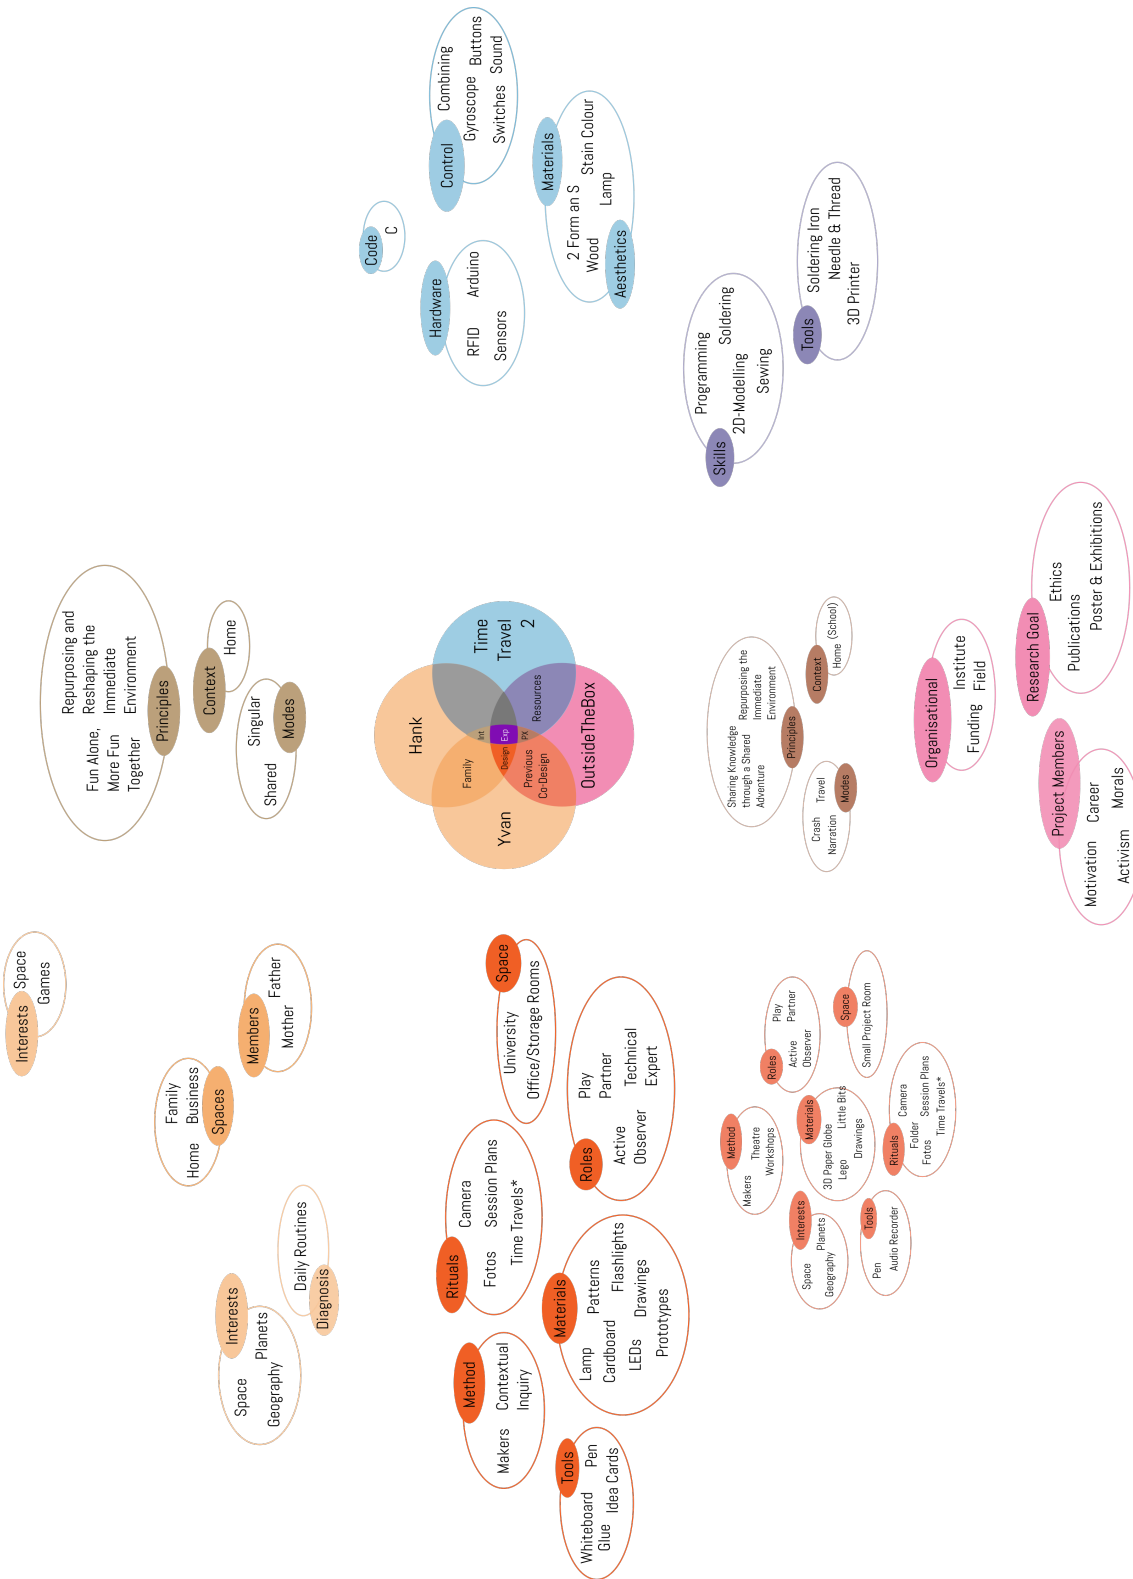 Interests
Space
Games
Family
Home Business
Spaces
Members
Father
Mother
Interests
Space
Planets
Geography
Daily Routines
Diagnosis
Repurposing and
Reshaping the
Immediate
Environment
Fun Alone,
More Fun
Together
Principles
Context
Home
Singular
Shared
Modes
Code
C
Control
Combining
Gyroscope Buttons
Switches Sound
Hardware
RFID Arduino
Sensors
Materials
2 Form an S
Stain Colour
Wood
Lamp
Aesthetics
Hank
Yvan
Time
Travel
2
OutsideTheBox
Family
Int
Design
Exp
PX
Resources
Previous
Co-Design
Method
Makers
Contextual
Inquiry
Rituals
Camera
Fotos Session Plans
Time Travels*
Space
University
Office/Storage Rooms
Tools
Whiteboard Pen
Glue Idea Cards
Materials
Lamp Patterns
Cardboard Flashlights
LEDs Drawings
Prototypes
Roles
Play
Partner
Active
Observer
Technical
Expert
Skills
Programming
Soldering
2D-Modelling
Sewing
Tools
Soldering Iron
Needle & Thread
3D Printer
Sharing Knowledge
through a Shared
Adventure
Repurposing the
Immediate
Environment
Principles
Context
Home (School)
Crash Travel
Narration
Modes
Method
Makers Theatre
Workshops
Roles
Play
Partner
Active
Observer
Space
Small Project Room
Interests
Space Planets
Geography
Materials
3D Paper Globe
Little Bits
Lego
Drawings
Tools
Pen
Audio Recorder
Rituals
Camera
Folder
Session Plans
Fotos
Time Travels*
Organisational
Institute
Funding Field
Research Goal
Ethics
Publications
Poster & Exhibitions
Project Members
Motivation Career
Activism Morals